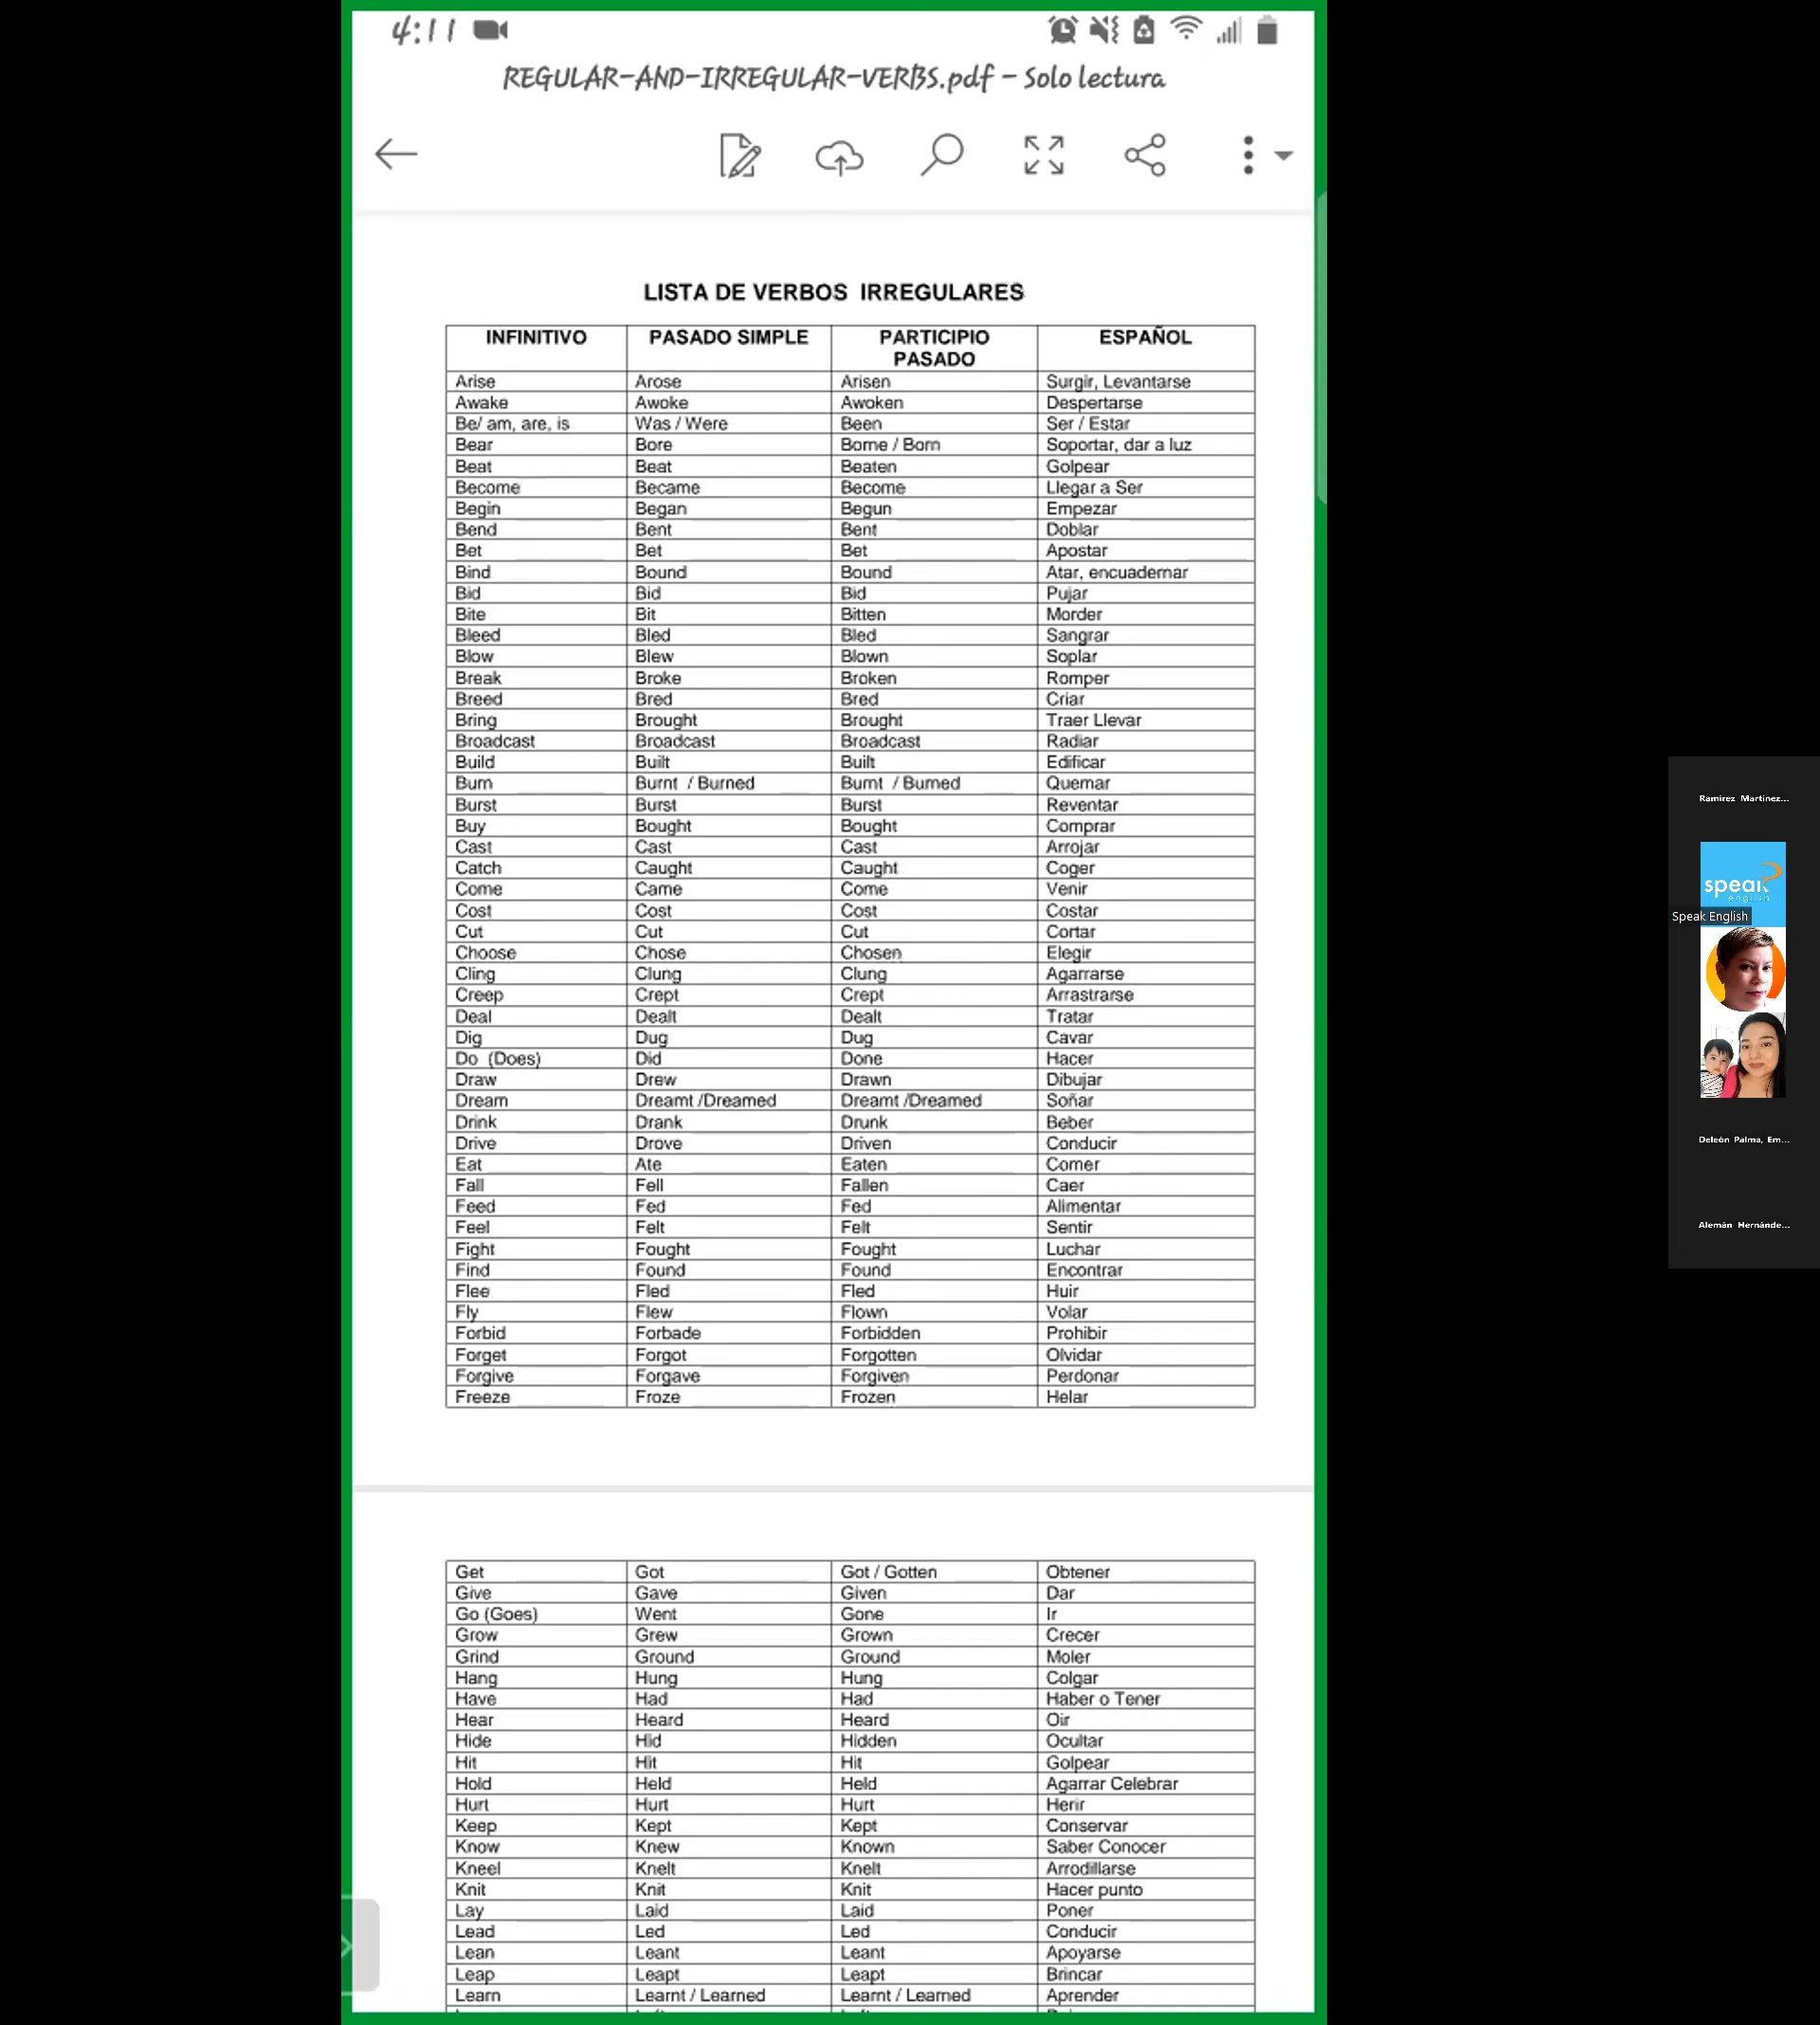 4:11
REGULAR-AND-IRREGULAR-VERBS.pdf - Solo lectura
LISTA DE VERBOS IRREGULARES
INFINITIVO PASADO SIMPLE PARTICIPIO PASADO ESPAÑOL
Arise Arose Arisen Surgir, Levantarse
Awake Awoke Awoken Despertarse
Be/ am, are, is Was / Were Been Ser / Estar
Bear Bore Borne / Born Soportar, dar a luz
Beat Beat Beaten Golpear
Become Became Become Llegar a Ser
Begin Began Begun Empezar
Bend Bent Bent Doblar
Bet Bet Bet Apostar
Bind Bound Bound Atar, encuadernar
Bid Bid Bid Pujar
Bite Bit Bitten Morder
Bleed Bled Bled Sangrar
Blow Blew Blown Soplar
Break Broke Broken Romper
Breed Bred Bred Criar
Bring Brought Brought Traer Llevar
Broadcast Broadcast Broadcast Radiar
Build Built Built Edificar
Burn Burnt / Burned Burnt / Burned Quemar
Burst Burst Burst Reventar
Buy Bought Bought Comprar
Cast Cast Cast Arrojar
Catch Caught Caught Coger
Come Came Come Venir
Cost Cost Cost Costar
Cut Cut Cut Cortar
Choose Chose Chosen Elegir
Cling Clung Clung Agarrarse
Creep Crept Crept Arrastrarse
Deal Dealt Dealt Tratar
Dig Dug Dug Cavar
Do (Does) Did Done Hacer
Draw Drew Drawn Dibujar
Dream Dreamt /Dreamed Dreamt /Dreamed Soñar
Drink Drank Drunk Beber
Drive Drove Driven Conducir
Eat Ate Eaten Comer
Fall Fell Fallen Caer
Feed Fed Fed Alimentar
Feel Felt Felt Sentir
Fight Fought Fought Luchar
Find Found Found Encontrar
Flee Fled Fled Huir
Fly Flew Flown Volar
Forbid Forbade Forbidden Prohibir
Forget Forgot Forgotten Olvidar
Forgive Forgave Forgiven Perdonar
Freeze Froze Frozen Helar
Get Got Got / Gotten Obtener
Give Gave Given Dar
Go (Goes) Went Gone Ir
Grow Grew Grown Crecer
Grind Ground Ground Moler
Hang Hung Hung Colgar
Have Had Had Haber o Tener
Hear Heard Heard Oir
Hide Hid Hidden Ocultar
Hit Hit Hit Golpear
Hold Held Held Agarrar Celebrar
Hurt Hurt Hurt Herir
Keep Kept Kept Conservar
Know Knew Known Saber Conocer
Kneel Knelt Knelt Arrodillarse
Knit Knit Knit Hacer punto
Lay Laid Laid Poner
Lead Led Led Conducir
Lean Leant Leant Apoyarse
Leap Leapt Leapt Brincar
Learn Learnt / Learned Learnt / Learned Aprender
Ramirez Martinez...
speak
english
Speak English
Deleón Palma, Em...
Alemán Hernánde...